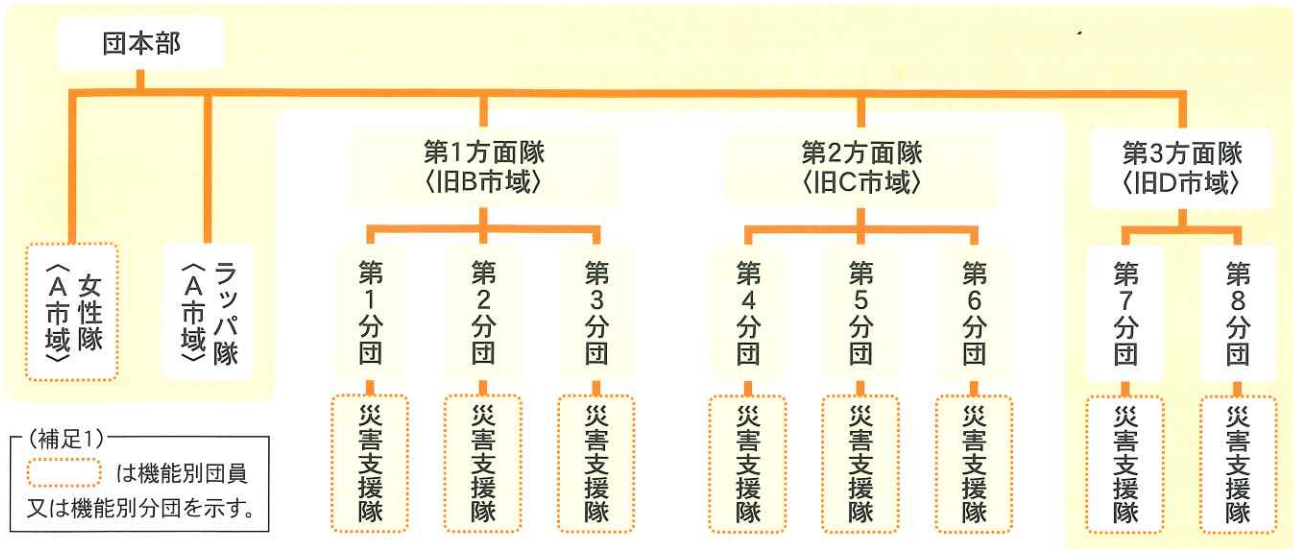 団本部
第1方面隊
〈旧B市域〉
第2方面隊
〈旧C市域〉
第3方面隊
〈旧D市域〉
女性隊
〈A市域〉
ラッパ隊
〈A市域〉
第1分団
第2分団
第3分団
第4分団
第5分団
第6分団
第7分団
第8分団
災害支援隊
災害支援隊
災害支援隊
災害支援隊
災害支援隊
災害支援隊
災害支援隊
災害支援隊
(補足1)
は機能別団員
又は機能別分団を示す。